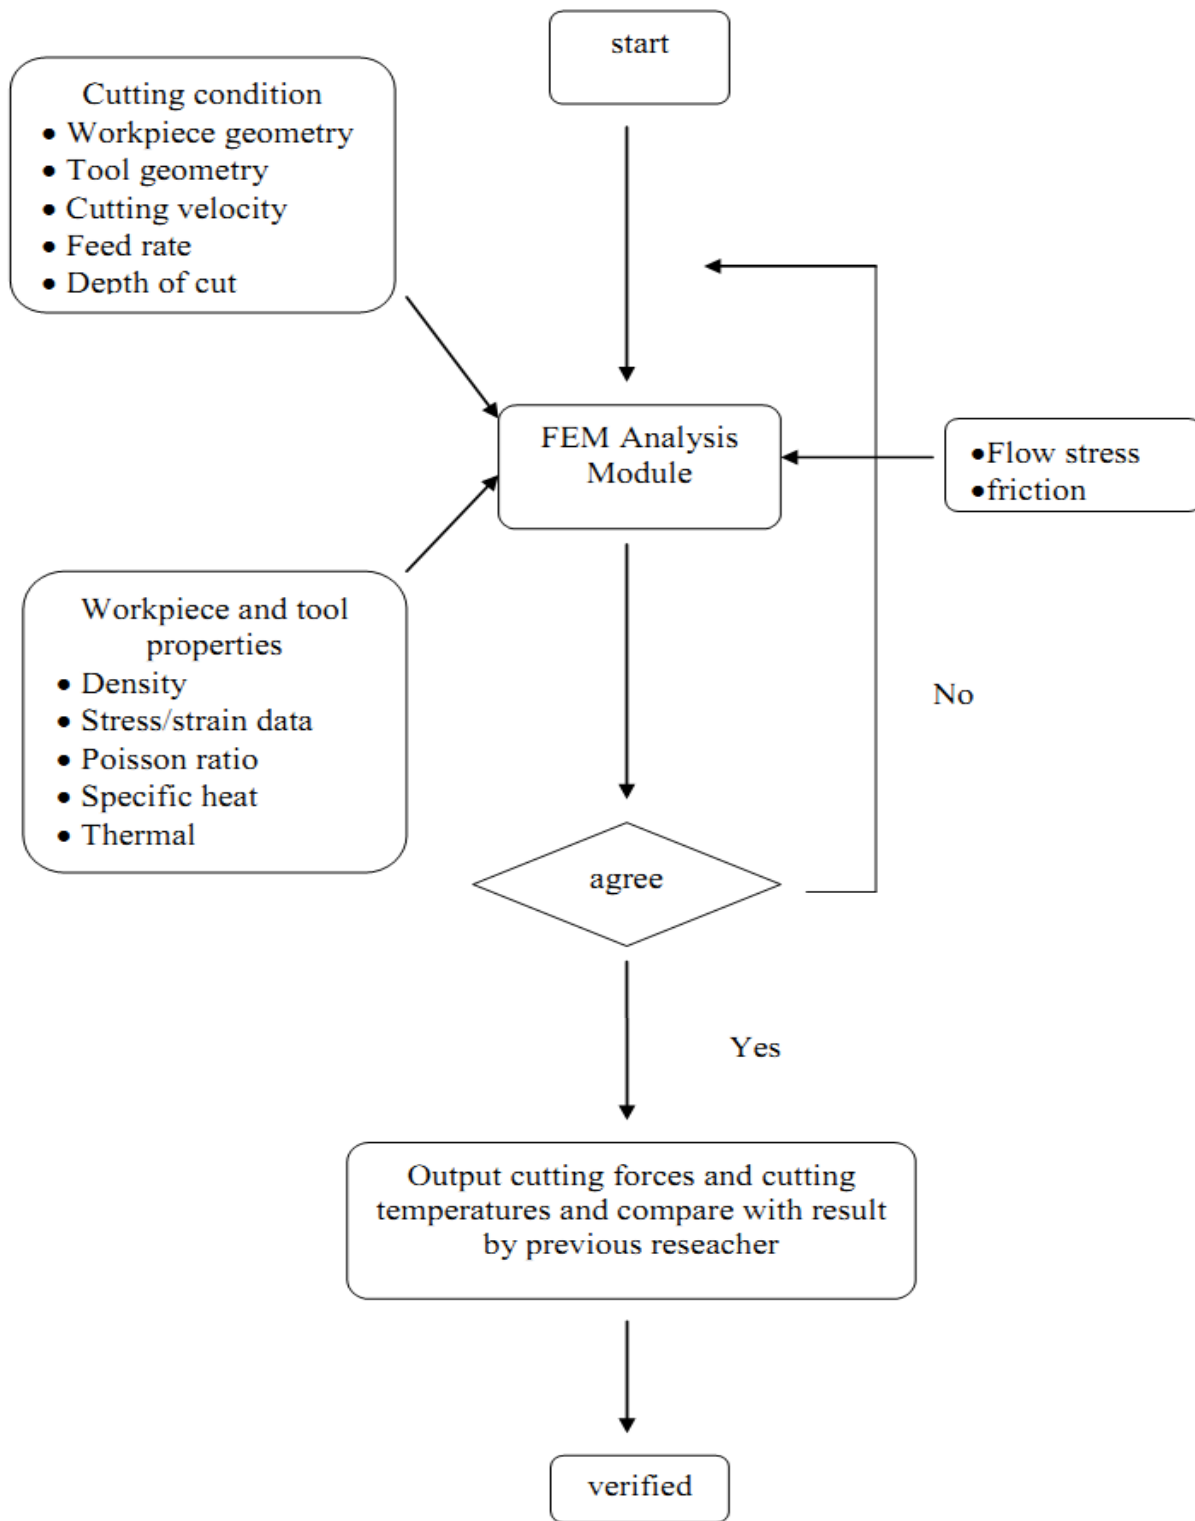 start
Cutting condition
• Workpiece geometry
• Tool geometry
• Cutting velocity
• Feed rate
• Depth of cut
FEM Analysis
Module
•Flow stress
•friction
Workpiece and tool
properties
• Density
• Stress/strain data
• Poisson ratio
• Specific heat
• Thermal
No
agree
Yes
Output cutting forces and cutting
temperatures and compare with result
by previous reseacher
verified